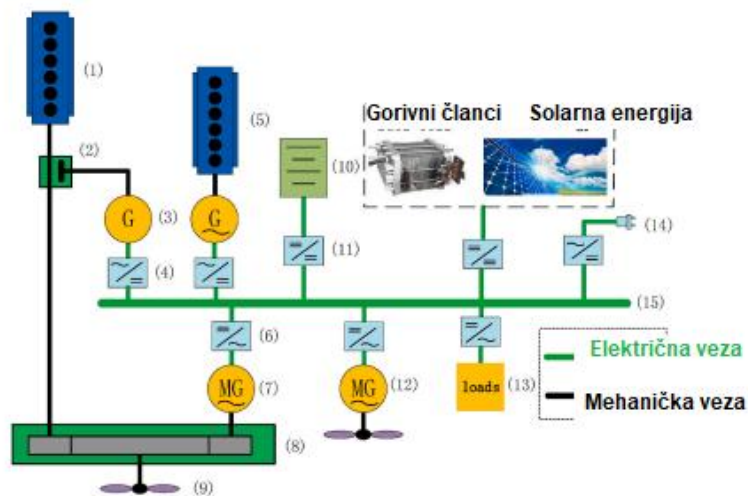 (1)
(5)
Gorivni članci Solarna energija
(2)
(10)
G (3)
G
(14)
(4)
(11)
(15)
(6)
Električna veza
MG (7)
MG (12)
loads (13)
Mehanička veza
(8)
(9)